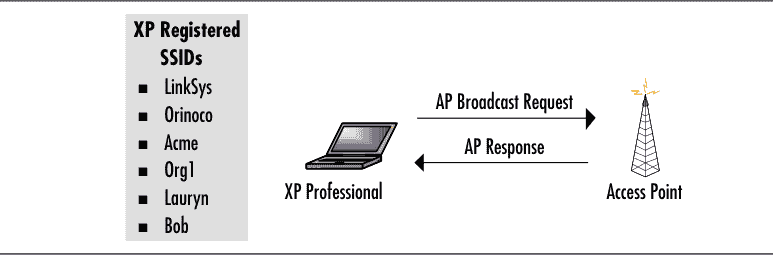 XP Registered
SSIDs
LinkSys
Orinoco
Acme
Org1
Lauryn
Bob
XP Professional
AP Broadcast Request
AP Response
Access Point